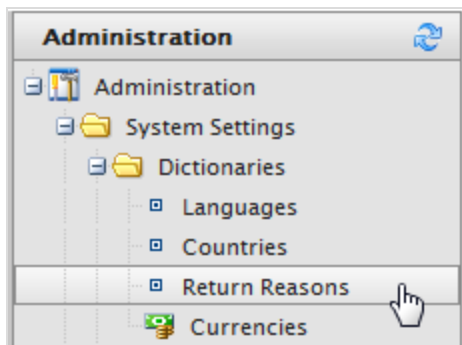 Administration
Administration
System Settings
Dictionaries
Languages
Countries
Return Reasons
Currencies